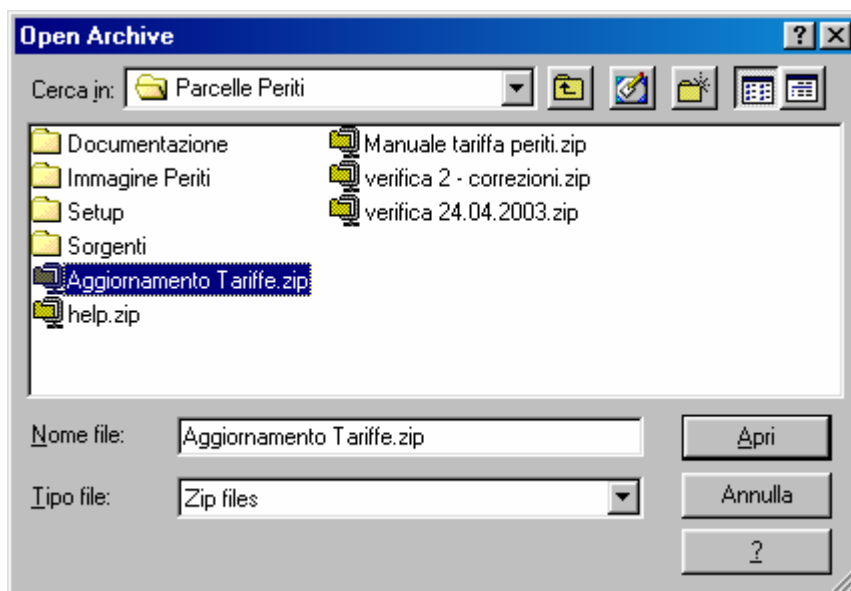 Open Archive
Cerca in: Parcelle Periti
Documentazione
Immagine Periti
Setup
Sorgenti
Aggiornamento Tariffe.zip
help.zip
Manuale tariffa periti.zip
verifica 2 - correzioni.zip
verifica 24.04.2003.zip
Nome file: Aggiornamento Tariffe.zip Apri
Tipo file: Zip files Annulla
?